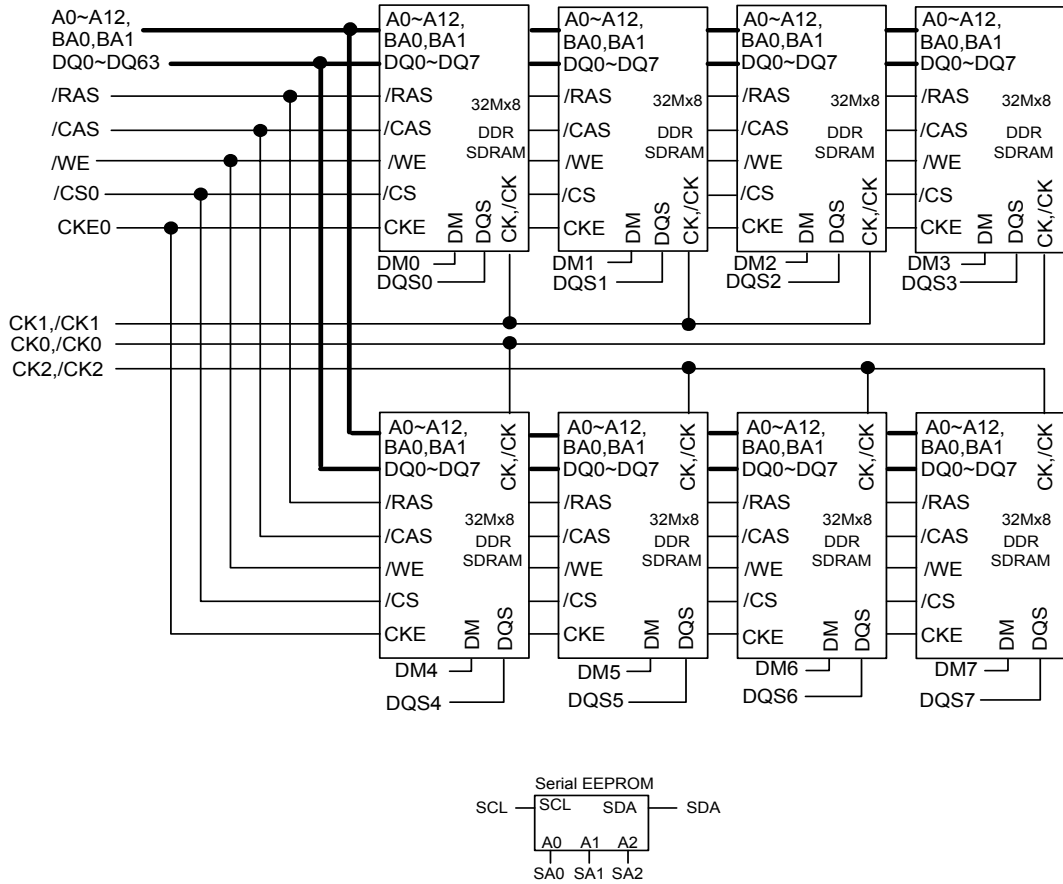 A0~A12,
BA0,BA1
DQ0~DQ63
/RAS
/CAS
/WE
/CS0
CKE0
A0~A12,
BA0,BA1
DQ0~DQ7
/RAS
/CAS
/WE
/CS
CKE
32Mx8
DDR
SDRAM
DM
DQS
CK,/CK
DM0
DQS0
A0~A12,
BA0,BA1
DQ0~DQ7
/RAS
/CAS
/WE
/CS
CKE
32Mx8
DDR
SDRAM
DM
DQS
CK,/CK
DM1
DQS1
A0~A12,
BA0,BA1
DQ0~DQ7
/RAS
/CAS
/WE
/CS
CKE
32Mx8
DDR
SDRAM
DM
DQS
CK,/CK
DM2
DQS2
A0~A12,
BA0,BA1
DQ0~DQ7
/RAS
/CAS
/WE
/CS
CKE
32Mx8
DDR
SDRAM
DM
DQS
CK,/CK
DM3
DQS3
CK1,/CK1
CK0,/CK0
CK2,/CK2
A0~A12,
BA0,BA1
DQ0~DQ7
CK,/CK
/RAS
/CAS
/WE
/CS
CKE
32Mx8
DDR
SDRAM
DM
DQS
DM4
DQS4
A0~A12,
BA0,BA1
DQ0~DQ7
CK,/CK
/RAS
/CAS
/WE
/CS
CKE
32Mx8
DDR
SDRAM
DM
DQS
DM5
DQS5
A0~A12,
BA0,BA1
DQ0~DQ7
CK,/CK
/RAS
/CAS
/WE
/CS
CKE
32Mx8
DDR
SDRAM
DM
DQS
DM6
DQS6
A0~A12,
BA0,BA1
DQ0~DQ7
CK,/CK
/RAS
/CAS
/WE
/CS
CKE
32Mx8
DDR
SDRAM
DM
DQS
DM7
DQS7
Serial EEPROM
SCL
SCL
SDA
SDA
A0 A1 A2
SA0 SA1 SA2